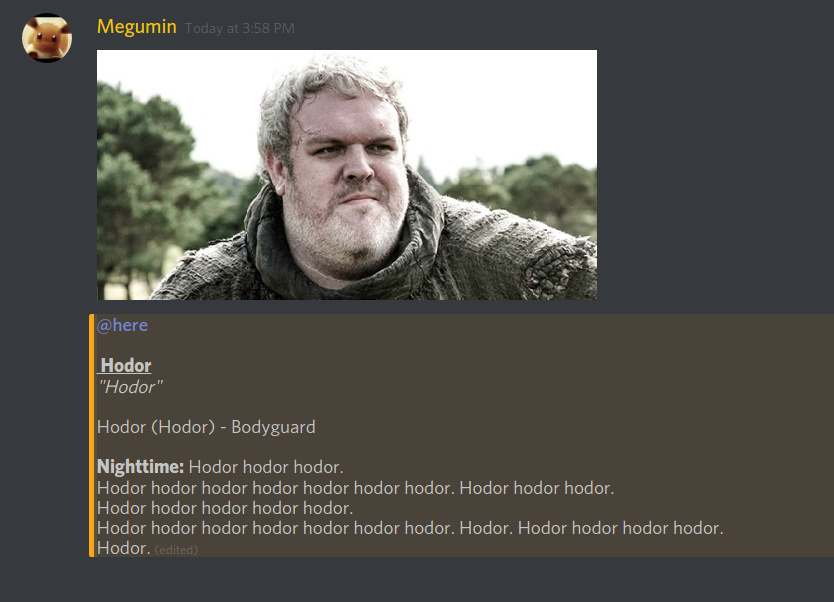 Megumin Today at 3:58 PM
@here
Hodor
"Hodor"
Hodor (Hodor) - Bodyguard
Nighttime: Hodor hodor hodor.
Hodor hodor hodor hodor hodor hodor hodor. Hodor hodor hodor.
Hodor hodor hodor hodor hodor.
Hodor hodor hodor hodor hodor hodor hodor. Hodor. Hodor hodor hodor hodor.
Hodor. (edited)